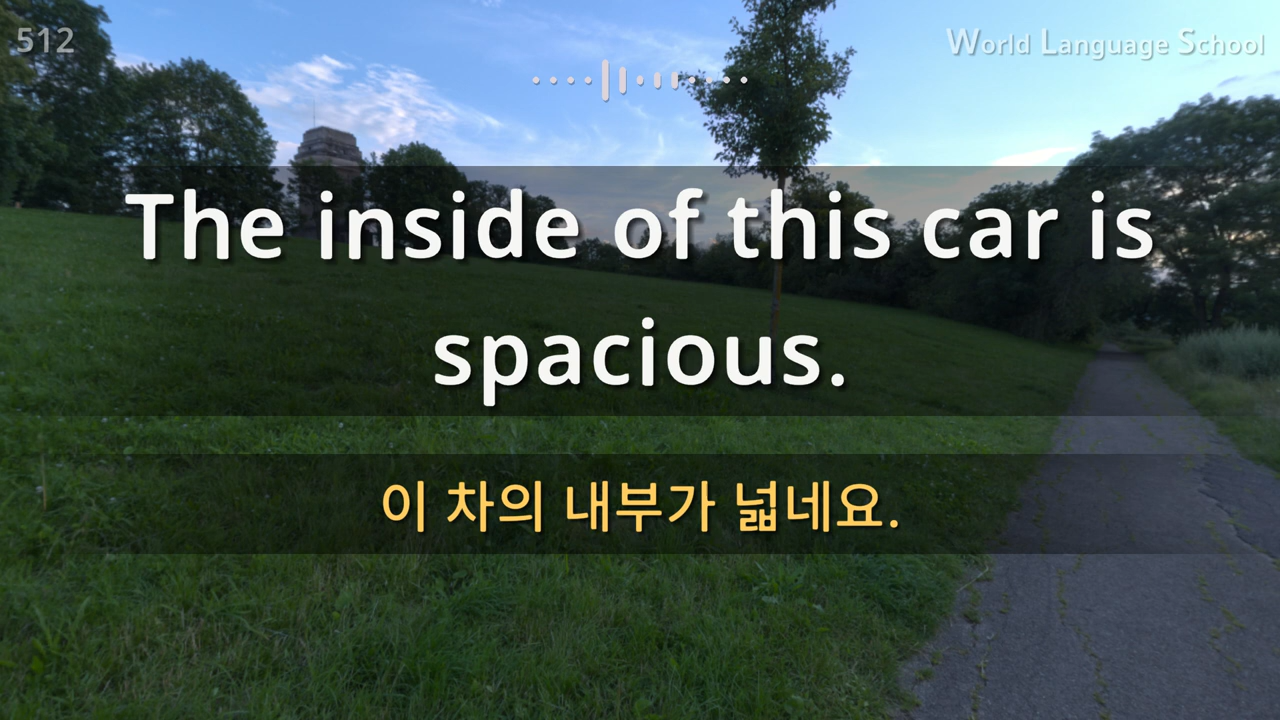 512
World Language School
The inside of this car is
spacious.
이 차의 내부가 넓네요.